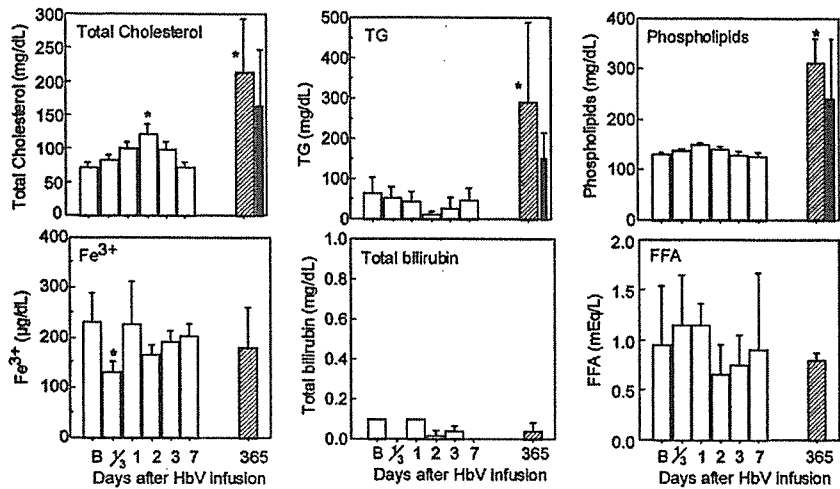 Total Cholesterol (mg/dL)
300
250
200
150
100
50
0
Total Cholesterol
*
*
TG (mg/dL)
500
400
300
200
100
0
TG
*
Phospholipids (mg/dL)
400
300
200
100
0
Phospholipids
*
Fe3+ (µg/dL)
400
300
200
100
0
Fe3+
*
B 1/3 1 2 3 7 365
Days after HbV infusion
Total bilirubin (mg/dL)
1.0
0.8
0.6
0.4
0.2
0.0
Total bilirubin
B 1/3 1 2 3 7 365
Days after HbV infusion
FFA (mEq/L)
2.0
1.5
1.0
0.5
0.0
FFA
B 1/3 1 2 3 7 365
Days after HbV infusion